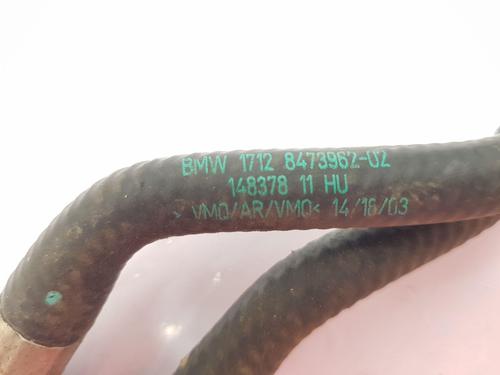 BMW 1712 8473962-02
148378 11 HU
> VMQ/AR/VMQ< 14/16/03